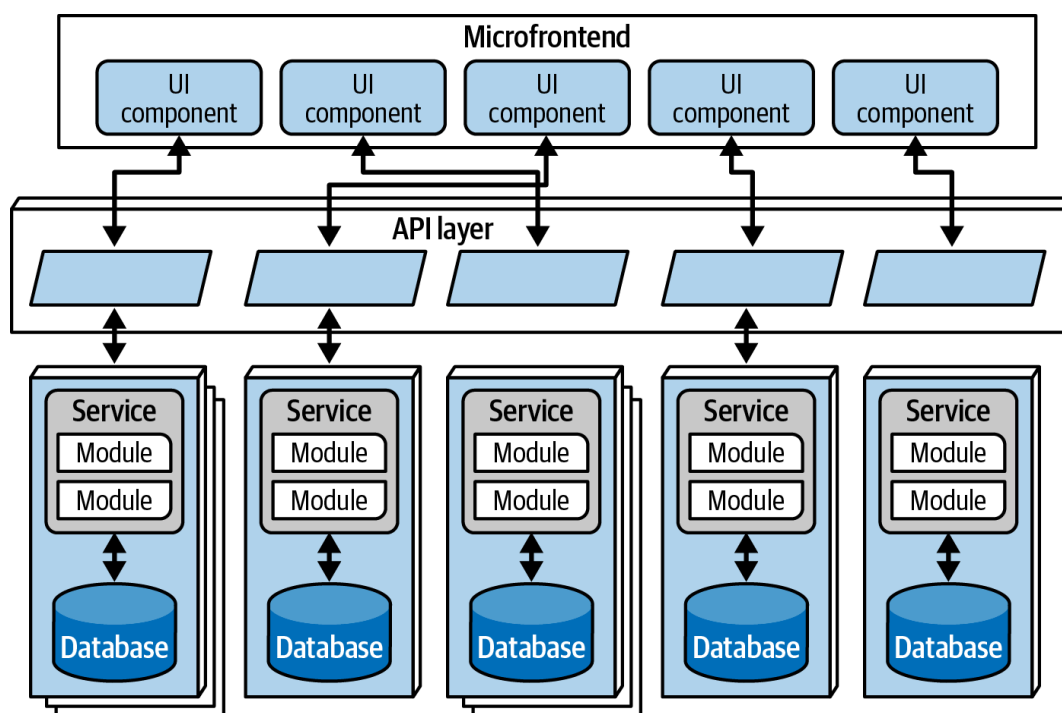 Microfrontend
UI
component
UI
component
UI
component
UI
component
UI
component
API layer
Service
Module
Module
Database
Service
Module
Module
Database
Service
Module
Module
Database
Service
Module
Module
Database
Service
Module
Module
Database